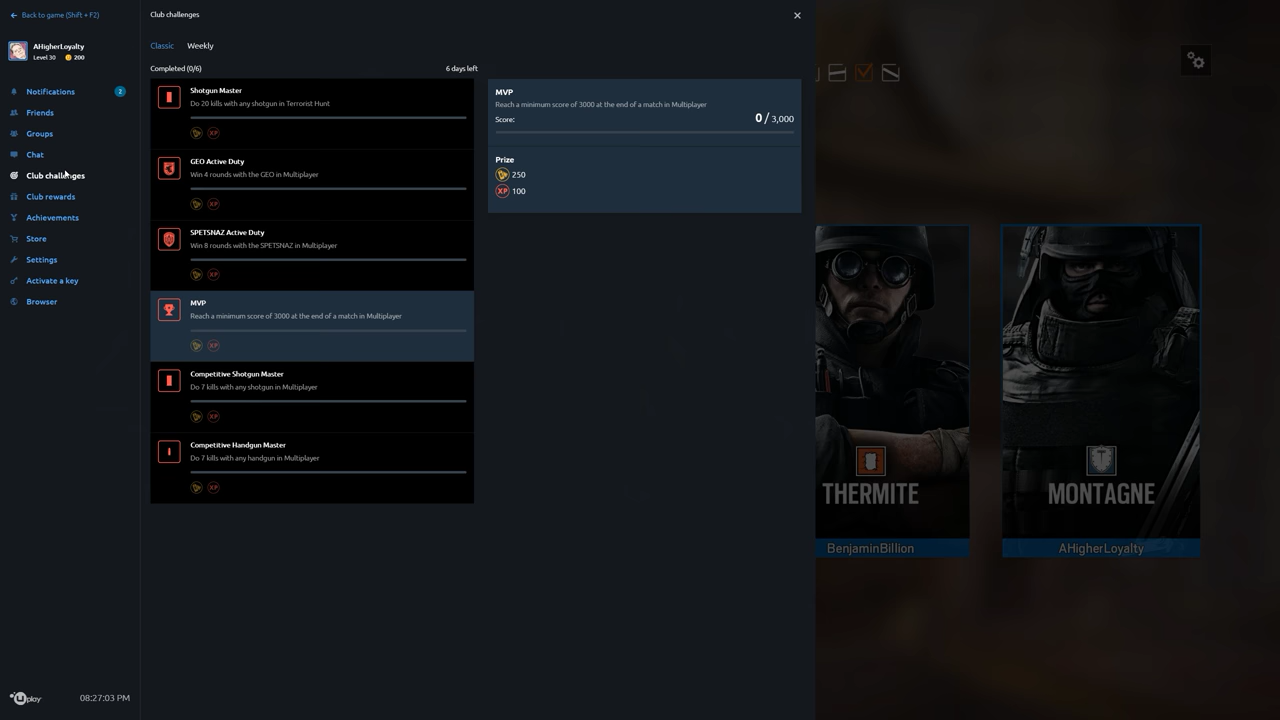 Back to game (Shift + F2)
AHigherLoyalty
Level 30 200
Notifications 2
Friends
Groups
Chat
Club challenges
Club rewards
Achievements
Store
Settings
Activate a key
Browser
uplay 08:27:03 PM
Club challenges
Classic Weekly
Completed (0/6) 6 days left
Shotgun Master
Do 20 kills with any shotgun in Terrorist Hunt
XP
GEO Active Duty
Win 4 rounds with the GEO in Multiplayer
XP
SPETSNAZ Active Duty
Win 8 rounds with the SPETSNAZ in Multiplayer
XP
MVP
Reach a minimum score of 3000 at the end of a match in Multiplayer
XP
Competitive Shotgun Master
Do 7 kills with any shotgun in Multiplayer
XP
Competitive Handgun Master
Do 7 kills with any handgun in Multiplayer
XP
MVP
Reach a minimum score of 3000 at the end of a match in Multiplayer
Score: 0 / 3,000
Prize
250
XP 100
THERMITE
BenjaminBillion
MONTAGNE
AHigherLoyalty